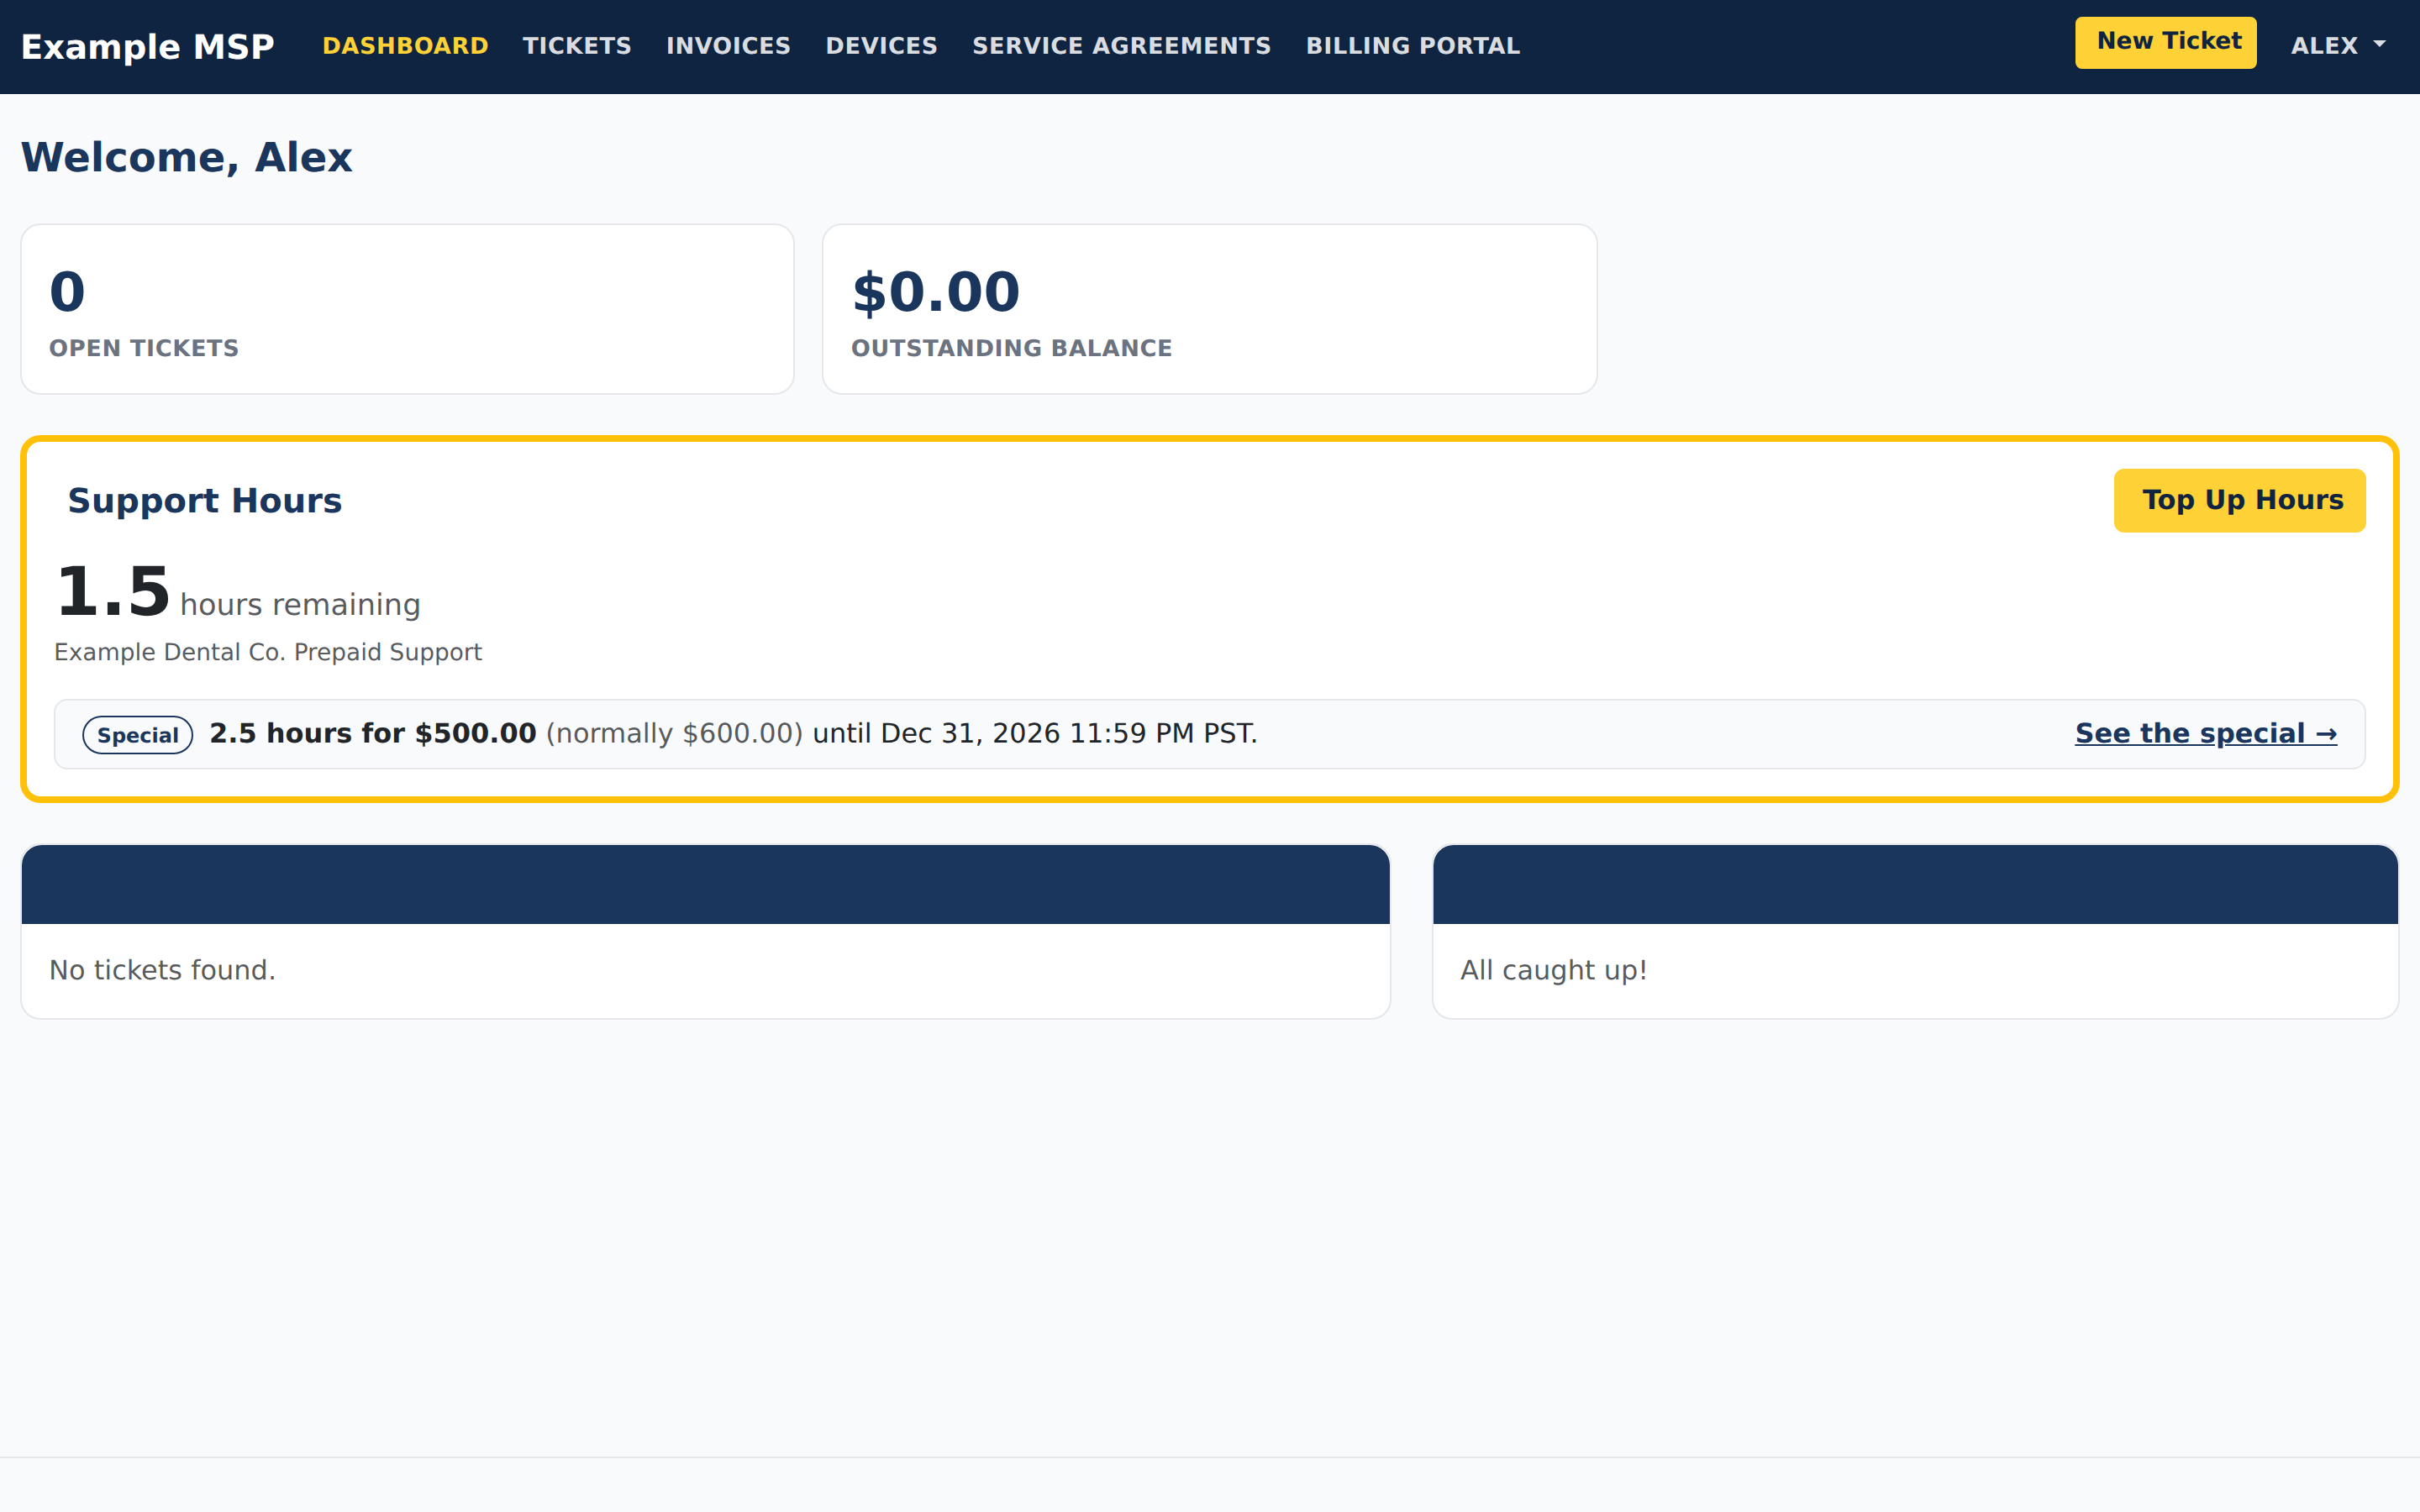 Example MSP DASHBOARD TICKETS INVOICES DEVICES SERVICE AGREEMENTS BILLING PORTAL New Ticket ALEX
Welcome, Alex
0
OPEN TICKETS
$0.00
OUTSTANDING BALANCE
Support Hours
Top Up Hours
1.5 hours remaining
Example Dental Co. Prepaid Support
Special 2.5 hours for $500.00 (normally $600.00) until Dec 31, 2026 11:59 PM PST. See the special →
No tickets found.
All caught up!